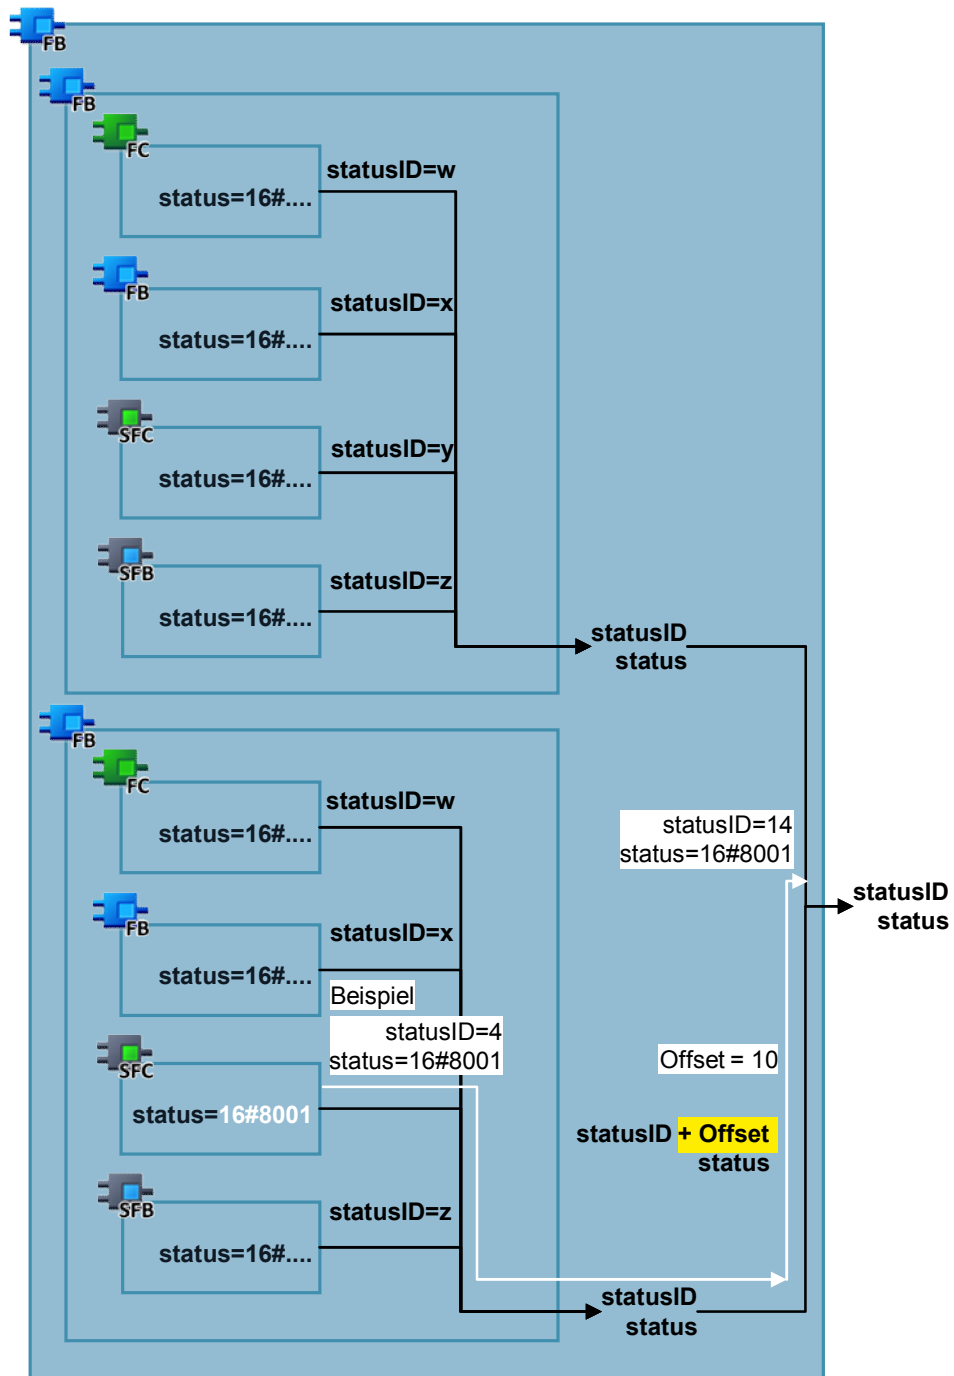 FB
FB
FC
statusID=w
status=16#....
FB
statusID=x
status=16#....
SFC
statusID=y
status=16#....
SFB
statusID=z
status=16#....
statusID
status
FB
FC
statusID=w
status=16#....
statusID=14
status=16#8001
statusID
status
FB
statusID=x
status=16#....
Beispiel
statusID=4
status=16#8001
SFC
Offset = 10
status=16#8001
statusID + Offset
status
SFB
statusID=z
status=16#....
statusID
status